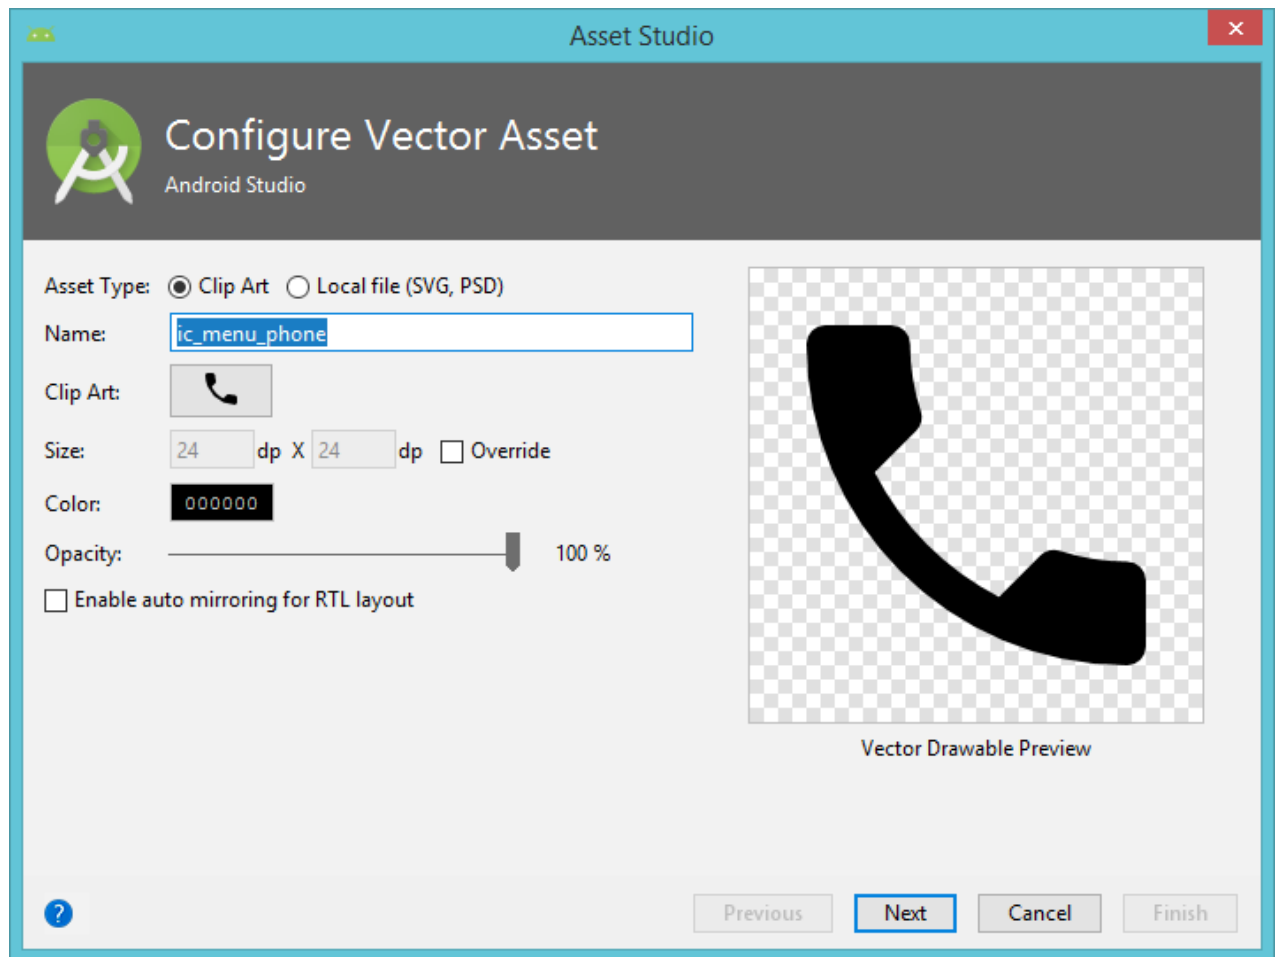 Asset Studio
Configure Vector Asset
Android Studio
Asset Type: Clip Art Local file (SVG, PSD)
Name: ic_menu_phone
Clip Art:
Size: 24 dp X 24 dp Override
Color: 000000
Opacity: 100 %
Enable auto mirroring for RTL layout
Vector Drawable Preview
? Previous Next Cancel Finish